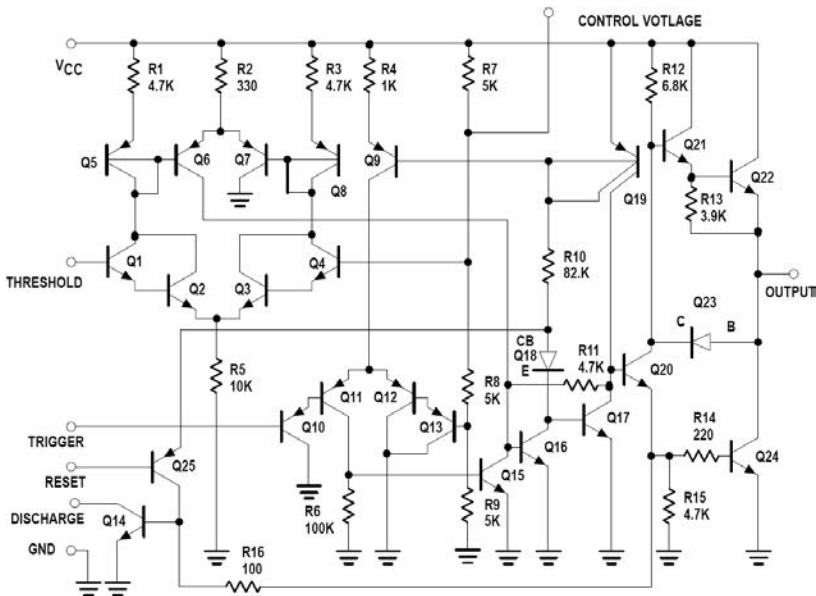 CONTROL VOTLAGE
VCC
R1
4.7K
R2
330
R3
4.7K
R4
1K
R7
5K
R12
6.8K
Q5
Q6
Q7
Q8
Q9
Q19
Q21
Q22
R13
3.9K
Q1
Q2
Q3
Q4
R10
82.K
THRESHOLD
OUTPUT
Q23
C
B
CB
Q18
E
R11
4.7K
Q20
R5
10K
Q11
Q12
R8
5K
Q10
Q13
Q17
TRIGGER
Q16
R14
220
Q24
Q25
RESET
Q15
DISCHARGE
Q14
R6
100K
R9
5K
R15
4.7K
GND
R16
100